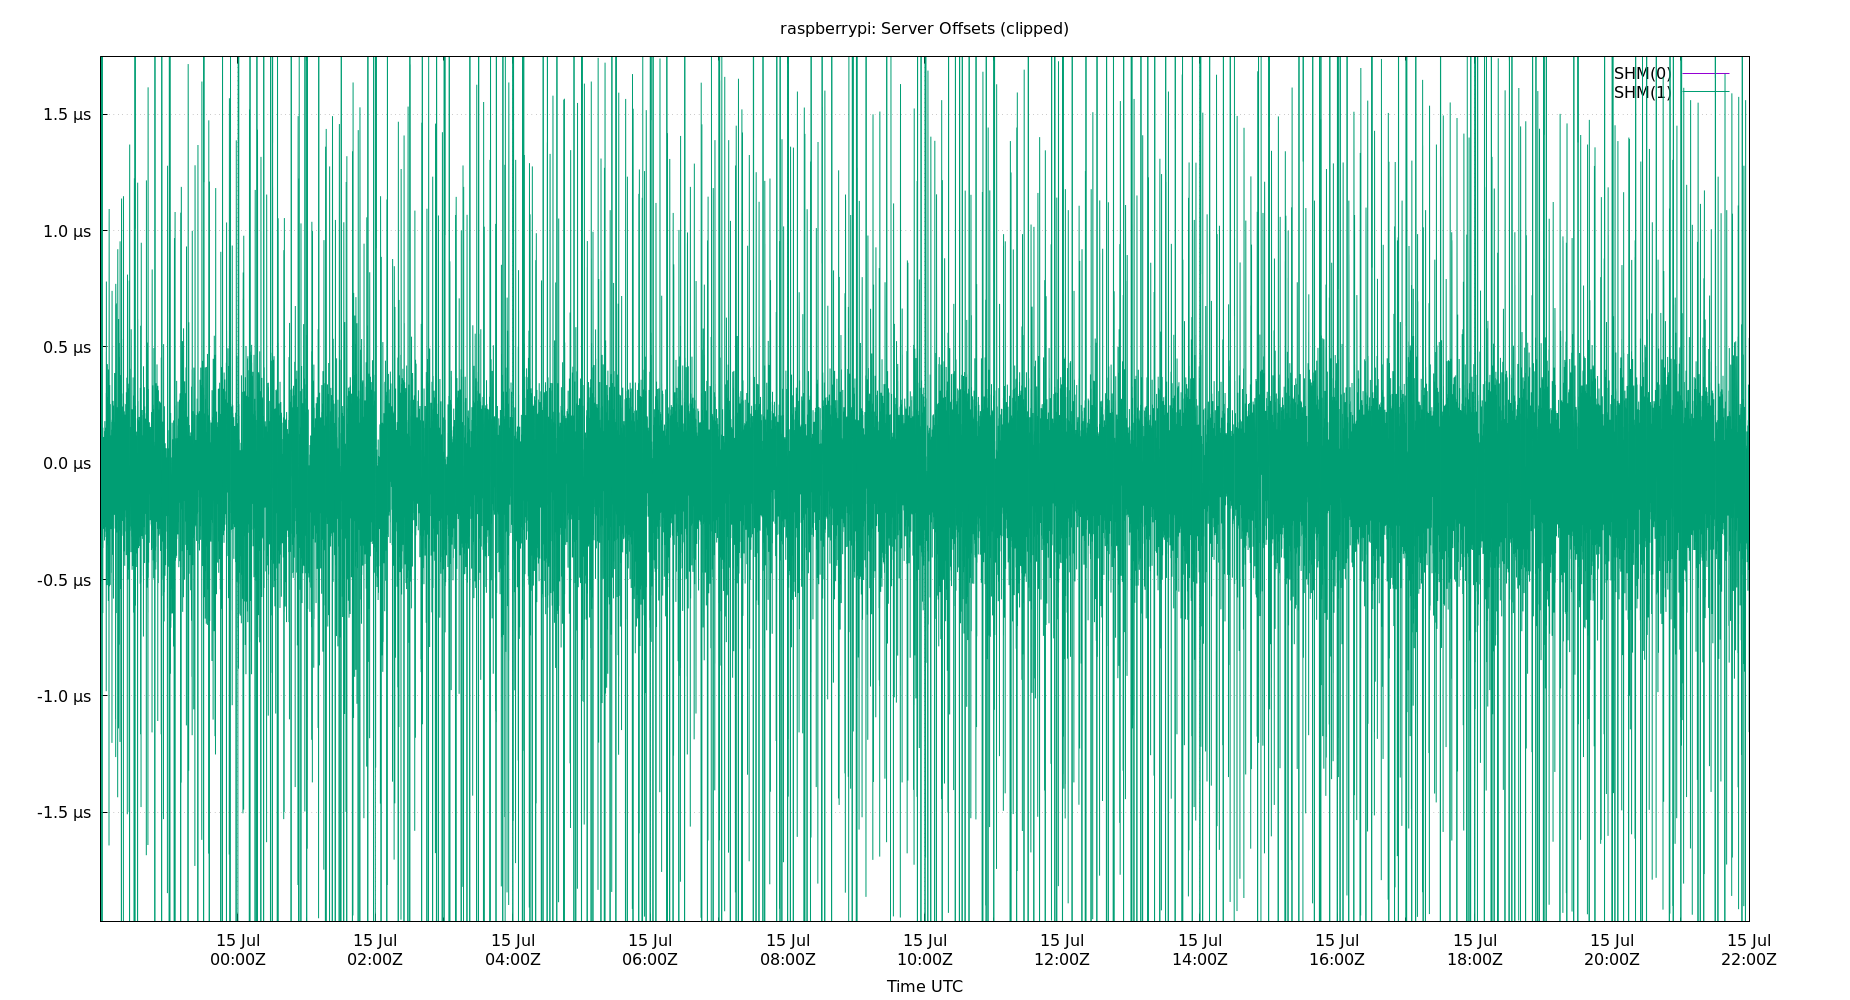 raspberrypi: Server Offsets (clipped)
SHM(0)
SHM(1)
1.5 µs
1.0 µs
0.5 µs
0.0 µs
-0.5 µs
-1.0 µs
-1.5 µs
15 Jul 15 Jul 15 Jul 15 Jul 15 Jul 15 Jul 15 Jul 15 Jul 15 Jul 15 Jul 15 Jul 15 Jul
00:00Z 02:00Z 04:00Z 06:00Z 08:00Z 10:00Z 12:00Z 14:00Z 16:00Z 18:00Z 20:00Z 22:00Z
Time UTC